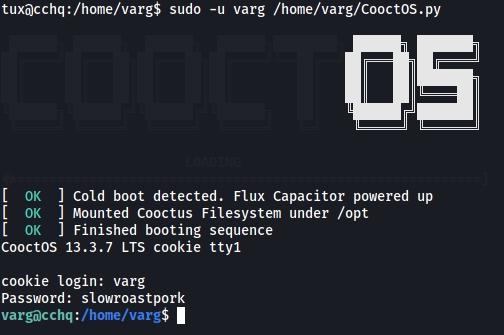 tux@cchq:/home/varg$ sudo -u varg /home/varg/CooctOS.py
COOCTOS
LOADING
[  OK  ] Cold boot detected. Flux Capacitor powered up
[  OK  ] Mounted Cooctus Filesystem under /opt
[  OK  ] Finished booting sequence
CooctOS 13.3.7 LTS cookie tty1
cookie login: varg
Password: slowroastpork
varg@cchq:/home/varg$